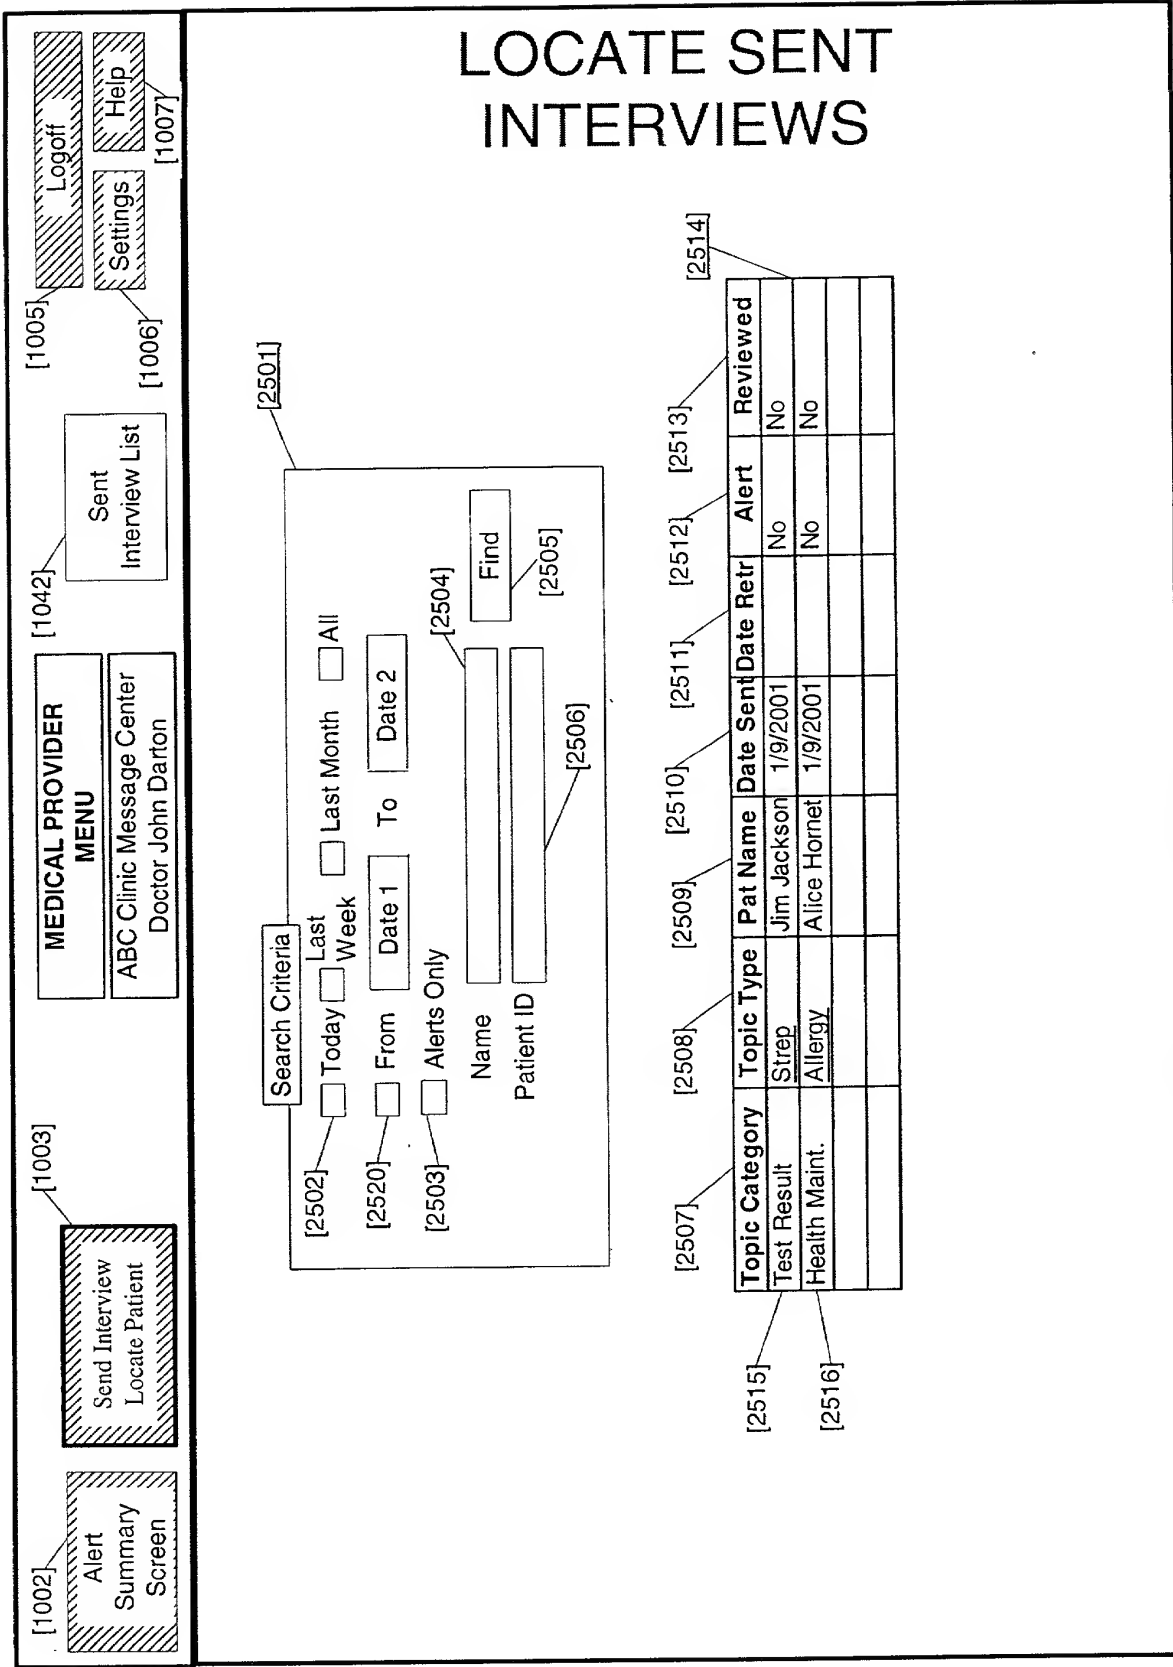 LOCATE SENT
INTERVIEWS
[1002]
Alert
Summary
Screen
[1003]
Send Interview
Locate Patient
MEDICAL PROVIDER
MENU
ABC Clinic Message Center
Doctor John Darton
[1042]
Sent
Interview List
[1005]
Logoff
[1006]
Settings
Help
[1007]
[2501]
Search Criteria
[2502]
Today
Last
Week
Last Month
All
[2520]
From
Date 1
To
Date 2
[2503]
Alerts Only
[2504]
Name
Find
Patient ID
[2505]
[2506]
[2507]
[2508]
[2509]
[2510]
[2511]
[2512]
[2513]
[2514]
Topic Category Topic Type Pat Name Date Sent Date Retr Alert Reviewed
Test Result Strep Jim Jackson 1/9/2001 No No
Health Maint. Allergy Alice Hornet 1/9/2001 No No
[2515]
[2516]